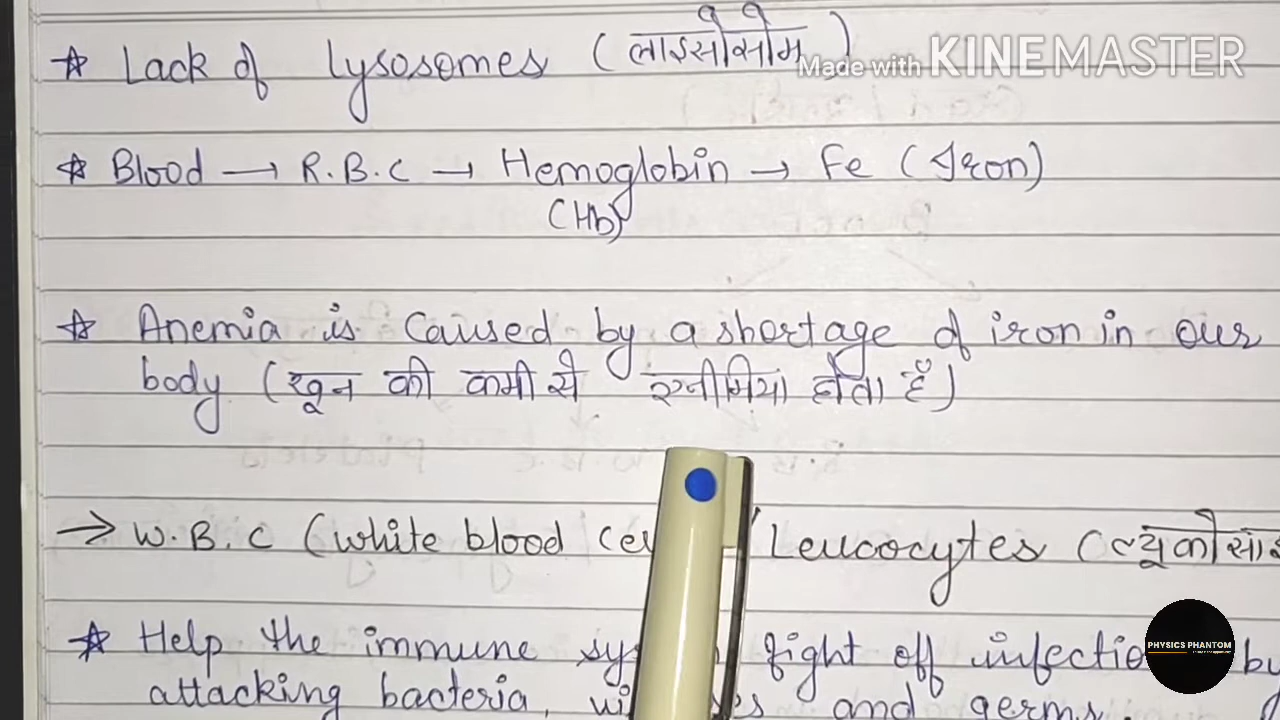 ☆ Lack of lysosomes (लाइसोसोम)
Made with KINEMASTER
☆ Blood → R.B.C → Hemoglobin → Fe (Iron)
(Hb)
☆ Anemia is caused by a shortage of iron in our
body (खून की कमी से एनीमिया होता है)
→ W.B.C (white blood Leucocytes
☆ Help the immune fight off by
attacking bacteria, and germs
PHYSICS PHANTOM